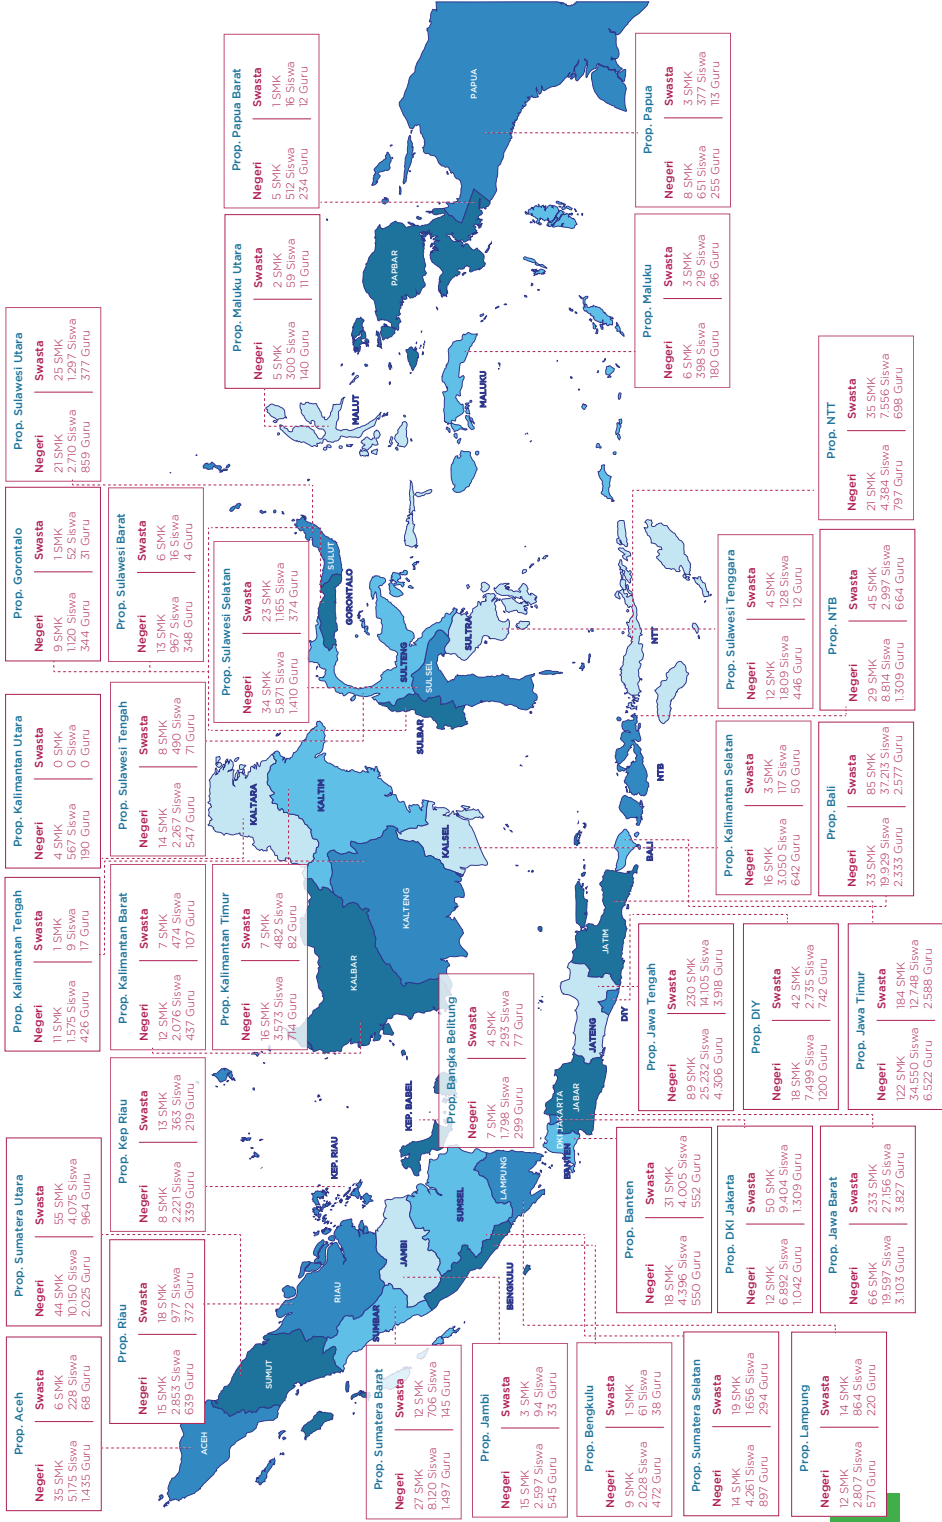 Prop. Aceh
Negeri
35 SMK
5.175 Siswa
1.435 Guru
Swasta
6 SMK
228 Siswa
68 Guru
Prop. Sumatera Utara
Negeri
44 SMK
10.150 Siswa
2.025 Guru
Swasta
55 SMK
4.075 Siswa
964 Guru
Prop. Riau
Negeri
15 SMK
2.853 Siswa
639 Guru
Swasta
18 SMK
977 Siswa
372 Guru
Prop. Kep Riau
Negeri
8 SMK
2.221 Siswa
339 Guru
Swasta
13 SMK
363 Siswa
219 Guru
Prop. Kalimantan Tengah
Negeri
11 SMK
1.575 Siswa
426 Guru
Swasta
1 SMK
9 Siswa
17 Guru
Prop. Kalimantan Barat
Negeri
12 SMK
2.076 Siswa
437 Guru
Swasta
7 SMK
474 Siswa
107 Guru
Prop. Kalimantan Timur
Negeri
16 SMK
3.573 Siswa
714 Guru
Swasta
7 SMK
482 Siswa
82 Guru
Prop. Kalimantan Utara
Negeri
4 SMK
567 Siswa
190 Guru
Swasta
0 SMK
0 Siswa
0 Guru
Prop. Sulawesi Tengah
Negeri
14 SMK
2.267 Siswa
547 Guru
Swasta
8 SMK
490 Siswa
71 Guru
Prop. Gorontalo
Negeri
9 SMK
1.120 Siswa
344 Guru
Swasta
1 SMK
52 Siswa
31 Guru
Prop. Sulawesi Barat
Negeri
13 SMK
967 Siswa
348 Guru
Swasta
6 SMK
16 Siswa
4 Guru
Prop. Sulawesi Selatan
Negeri
34 SMK
5.871 Siswa
1.410 Guru
Swasta
23 SMK
1.165 Siswa
374 Guru
Prop. Sulawesi Utara
Negeri
21 SMK
2.710 Siswa
859 Guru
Swasta
25 SMK
1.297 Siswa
377 Guru
Prop. Maluku Utara
Negeri
5 SMK
300 Siswa
140 Guru
Swasta
2 SMK
59 Siswa
11 Guru
Prop. Papua Barat
Negeri
5 SMK
512 Siswa
234 Guru
Swasta
1 SMK
16 Siswa
12 Guru
ACEH
SUMUT
RIAU
SUMBAR
KEP. RIAU
JAMBI
BENGKULU
SUMSEL
LAMPUNG
KEP. BABEL
BANTEN
DKI JAKARTA
JABAR
JATENG
DIY
JATIM
BALI
NTB
NTT
KALBAR
KALTENG
KALSEL
KALTIM
KALTARA
SULBAR
SULSEL
SULTENG
SULTRA
GORONTALO
SULUT
MALUT
MALUKU
PAPBAR
PAPUA
Prop. Sumatera Barat
Negeri
27 SMK
8.120 Siswa
1.497 Guru
Swasta
12 SMK
706 Siswa
145 Guru
Prop. Jambi
Negeri
15 SMK
2.597 Siswa
545 Guru
Swasta
3 SMK
94 Siswa
33 Guru
Prop. Bengkulu
Negeri
9 SMK
2.028 Siswa
472 Guru
Swasta
1 SMK
61 Siswa
38 Guru
Prop. Sumatera Selatan
Negeri
14 SMK
4.261 Siswa
897 Guru
Swasta
19 SMK
1.656 Siswa
294 Guru
Prop. Lampung
Negeri
12 SMK
2.807 Siswa
571 Guru
Swasta
14 SMK
864 Siswa
220 Guru
Prop. Bangka Belitung
Negeri
7 SMK
1.798 Siswa
299 Guru
Swasta
4 SMK
293 Siswa
77 Guru
Prop. Banten
Negeri
18 SMK
4.396 Siswa
550 Guru
Swasta
31 SMK
4.005 Siswa
552 Guru
Prop. DKI Jakarta
Negeri
12 SMK
6.892 Siswa
1.042 Guru
Swasta
50 SMK
9.404 Siswa
1.309 Guru
Prop. Jawa Barat
Negeri
66 SMK
19.597 Siswa
3.103 Guru
Swasta
233 SMK
27.156 Siswa
3.827 Guru
Prop. Jawa Tengah
Negeri
89 SMK
25.232 Siswa
4.306 Guru
Swasta
230 SMK
14.105 Siswa
3.918 Guru
Prop. DIY
Negeri
18 SMK
7.499 Siswa
1200 Guru
Swasta
42 SMK
2.735 Siswa
742 Guru
Prop. Jawa Timur
Negeri
122 SMK
34.550 Siswa
6.522 Guru
Swasta
184 SMK
12.748 Siswa
2.588 Guru
Prop. Kalimantan Selatan
Negeri
16 SMK
3.050 Siswa
642 Guru
Swasta
3 SMK
117 Siswa
50 Guru
Prop. Bali
Negeri
33 SMK
19.929 Siswa
2.333 Guru
Swasta
85 SMK
37.213 Siswa
2.577 Guru
Prop. Sulawesi Tenggara
Negeri
12 SMK
1.809 Siswa
446 Guru
Swasta
4 SMK
128 Siswa
12 Guru
Prop. NTB
Negeri
29 SMK
8.814 Siswa
1.309 Guru
Swasta
45 SMK
2.997 Siswa
664 Guru
Prop. NTT
Negeri
21 SMK
4.384 Siswa
797 Guru
Swasta
35 SMK
7.556 Siswa
698 Guru
Prop. Maluku
Negeri
6 SMK
398 Siswa
180 Guru
Swasta
3 SMK
219 Siswa
96 Guru
Prop. Papua
Negeri
8 SMK
651 Siswa
255 Guru
Swasta
3 SMK
377 Siswa
113 Guru